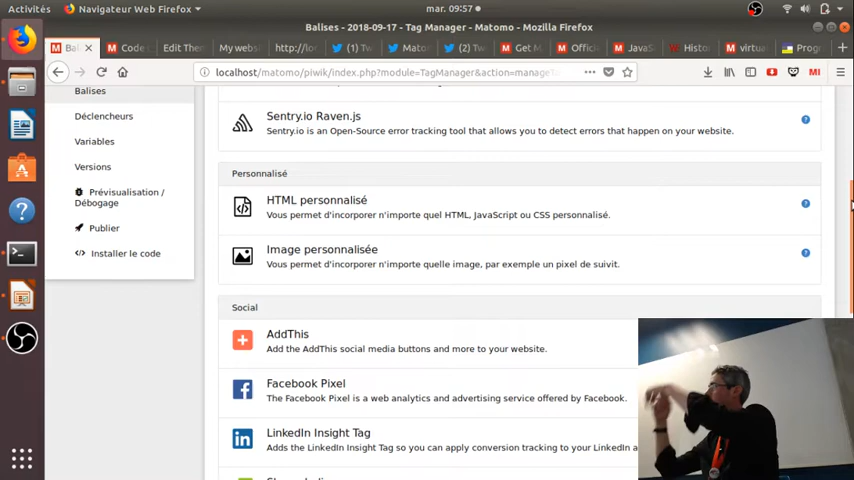 Activités
Navigateur Web Firefox
mar. 09:57
Balises - 2018-09-17 - Tag Manager - Matomo - Mozilla Firefox
Bal
Code
Edit Them
My websi
http://loc
(1) Tw
Mato
(1) T
Get M
Offici
JavaS
Histo
virtua
Progr
localhost/matomo/piwik/index.php?module=TagManager&action=manageT
Balises
Déclencheurs
Variables
Versions
Prévisualisation /
Débogage
Publier
Installer le code
Sentry.io Raven.js
Sentry.io is an Open-Source error tracking tool that allows you to detect errors that happen on your website.
Personnalisé
HTML personnalisé
Vous permet d'incorporer n'importe quel HTML, JavaScript ou CSS personnalisé.
Image personnalisée
Vous permet d'incorporer n'importe quelle image, par exemple un pixel de suivit.
Social
AddThis
Add the AddThis social media buttons and more to your website.
Facebook Pixel
The Facebook Pixel is a web analytics and advertising service offered by Facebook.
LinkedIn Insight Tag
Adds the LinkedIn Insight Tag so you can apply conversion tracking to your LinkedIn a